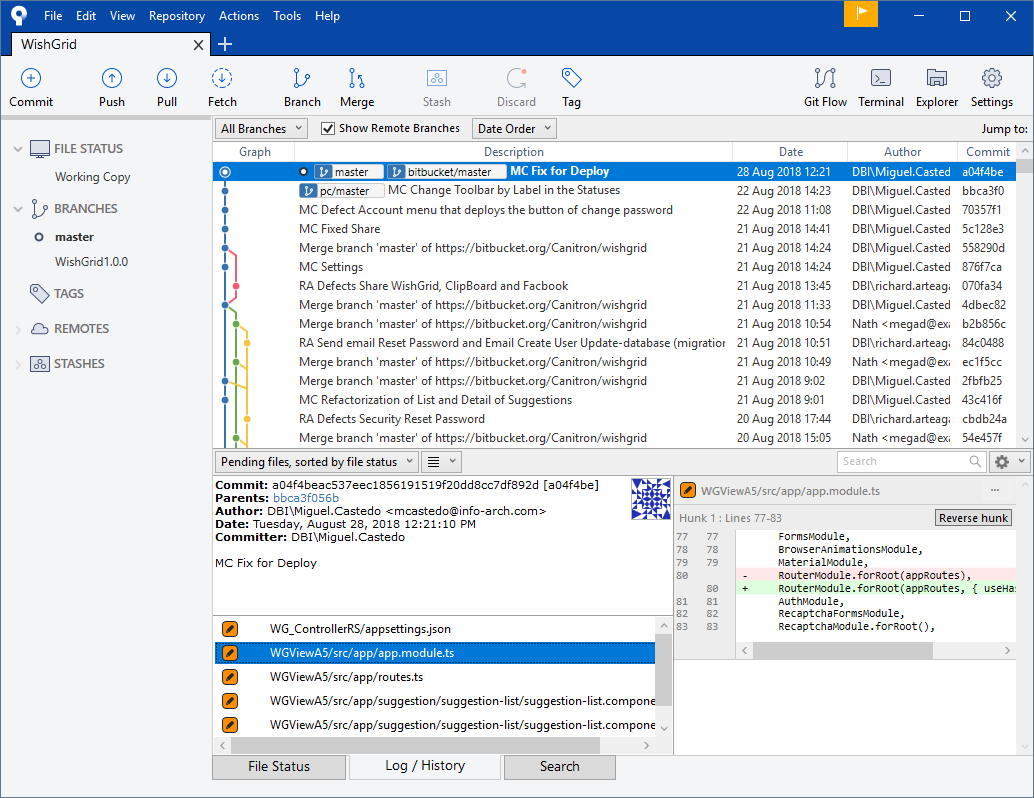 File Edit View Repository Actions Tools Help
WishGrid
Commit Push Pull Fetch Branch Merge Stash Discard Tag Git Flow Terminal Explorer Settings
FILE STATUS
Working Copy
BRANCHES
master
WishGrid1.0.0
TAGS
REMOTES
STASHES
All Branches Show Remote Branches Date Order Jump to:
Graph Description Date Author Commit
master bitbucket/master MC Fix for Deploy 28 Aug 2018 12:21 DBI\Miguel.Casted a04f4be
pc/master MC Change Toolbar by Label in the Statuses 22 Aug 2018 14:23 DBI\Miguel.Casted bbca3f0
MC Defect Account menu that deploys the button of change password 22 Aug 2018 11:08 DBI\Miguel.Casted 70357f1
MC Fixed Share 21 Aug 2018 14:41 DBI\Miguel.Casted 5c128e3
Merge branch 'master' of https://bitbucket.org/Canitron/wishgrid 21 Aug 2018 14:24 DBI\Miguel.Casted 558290d
MC Settings 21 Aug 2018 14:24 DBI\Miguel.Casted 876f7ca
RA Defects Share WishGrid, ClipBoard and Facbook 21 Aug 2018 13:45 DBI\richard.arteaga 070fa34
Merge branch 'master' of https://bitbucket.org/Canitron/wishgrid 21 Aug 2018 11:33 DBI\Miguel.Casted 4dbec82
Merge branch 'master' of https://bitbucket.org/Canitron/wishgrid 21 Aug 2018 10:54 Nath <megad@exa b2b856c
RA Send email Reset Password and Email Create User Update-database (migration 21 Aug 2018 10:51 DBI\richard.arteaga 84c0488
Merge branch 'master' of https://bitbucket.org/Canitron/wishgrid 21 Aug 2018 10:49 Nath <megad@exa ec1f5cc
Merge branch 'master' of https://bitbucket.org/Canitron/wishgrid 21 Aug 2018 9:02 DBI\Miguel.Casted 2fbfb25
MC Refactorization of List and Detail of Suggestions 21 Aug 2018 9:01 DBI\Miguel.Casted 43c416f
RA Defects Security Reset Password 20 Aug 2018 17:44 DBI\richard.arteaga cbdb24a
Merge branch 'master' of https://bitbucket.org/Canitron/wishgrid 20 Aug 2018 15:05 Nath <megad@exa 54e457f
Pending files, sorted by file status Search
Commit: a04f4beac537eec1856191519f20dd8cc7df892d [a04f4be]
Parents: bbca3f056b
Author: DBI\Miguel.Castedo <mcastedo@info-arch.com>
Date: Tuesday, August 28, 2018 12:21:10 PM
Committer: DBI\Miguel.Castedo
MC Fix for Deploy
WG_ControllerRS/appsettings.json
WGViewA5/src/app/app.module.ts
WGViewA5/src/app/routes.ts
WGViewA5/src/app/suggestion/suggestion-list/suggestion-list.compone
WGViewA5/src/app/suggestion/suggestion-list/suggestion-list.compone
WGViewA5/src/app/app.module.ts ...
Hunk 1 : Lines 77-83 Reverse hunk
77 77 FormsModule,
78 78 BrowserAnimationsModule,
79 79 MaterialModule,
80 - RouterModule.forRoot(appRoutes),
80 + RouterModule.forRoot(appRoutes, { useHas
81 81 AuthModule,
82 82 RecaptchaFormsModule,
83 83 RecaptchaModule.forRoot(),
File Status Log / History Search